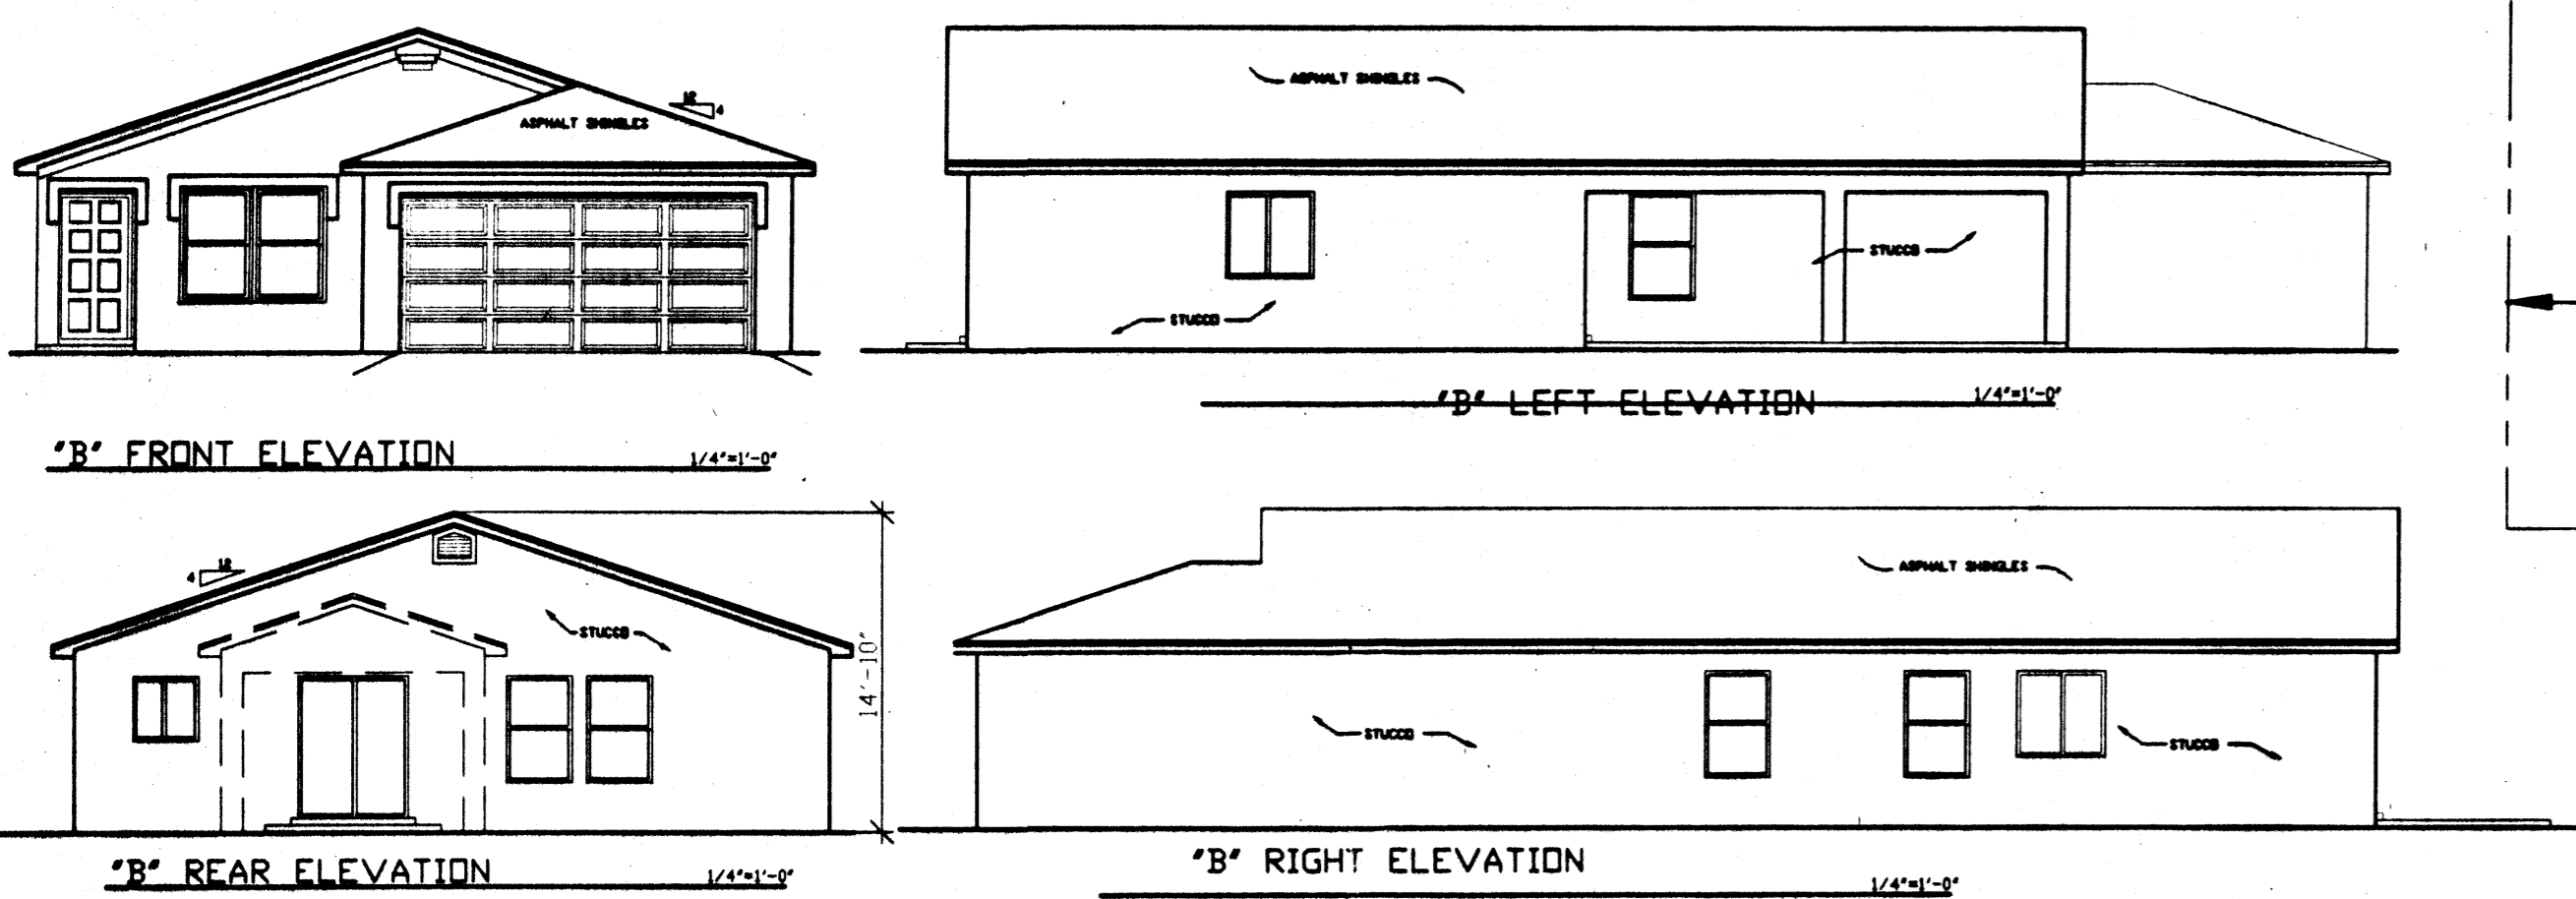 12
4
ASPHALT SHINGLES
"B" FRONT ELEVATION
1/4"=1'-0"
ASPHALT SHINGLES
STUCCO
STUCCO
"B" LEFT ELEVATION
1/4"=1'-0"
12
4
STUCCO
14'-10"
"B" REAR ELEVATION
1/4"=1'-0"
ASPHALT SHINGLES
STUCCO
STUCCO
"B" RIGHT ELEVATION
1/4"=1'-0"